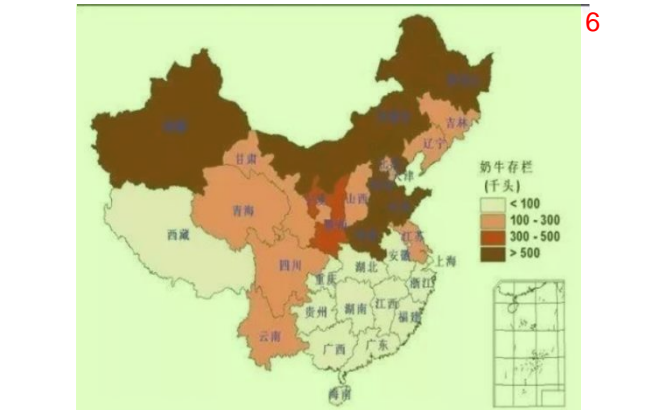 6
吉林
辽宁
甘肃
天津
山西
青海
西藏
四川
重庆
湖北
安徽
江苏
上海
浙江
贵州
湖南
江西
福建
云南
广西
广东
海南
奶牛存栏
(千头)
< 100
100 - 300
300 - 500
> 500